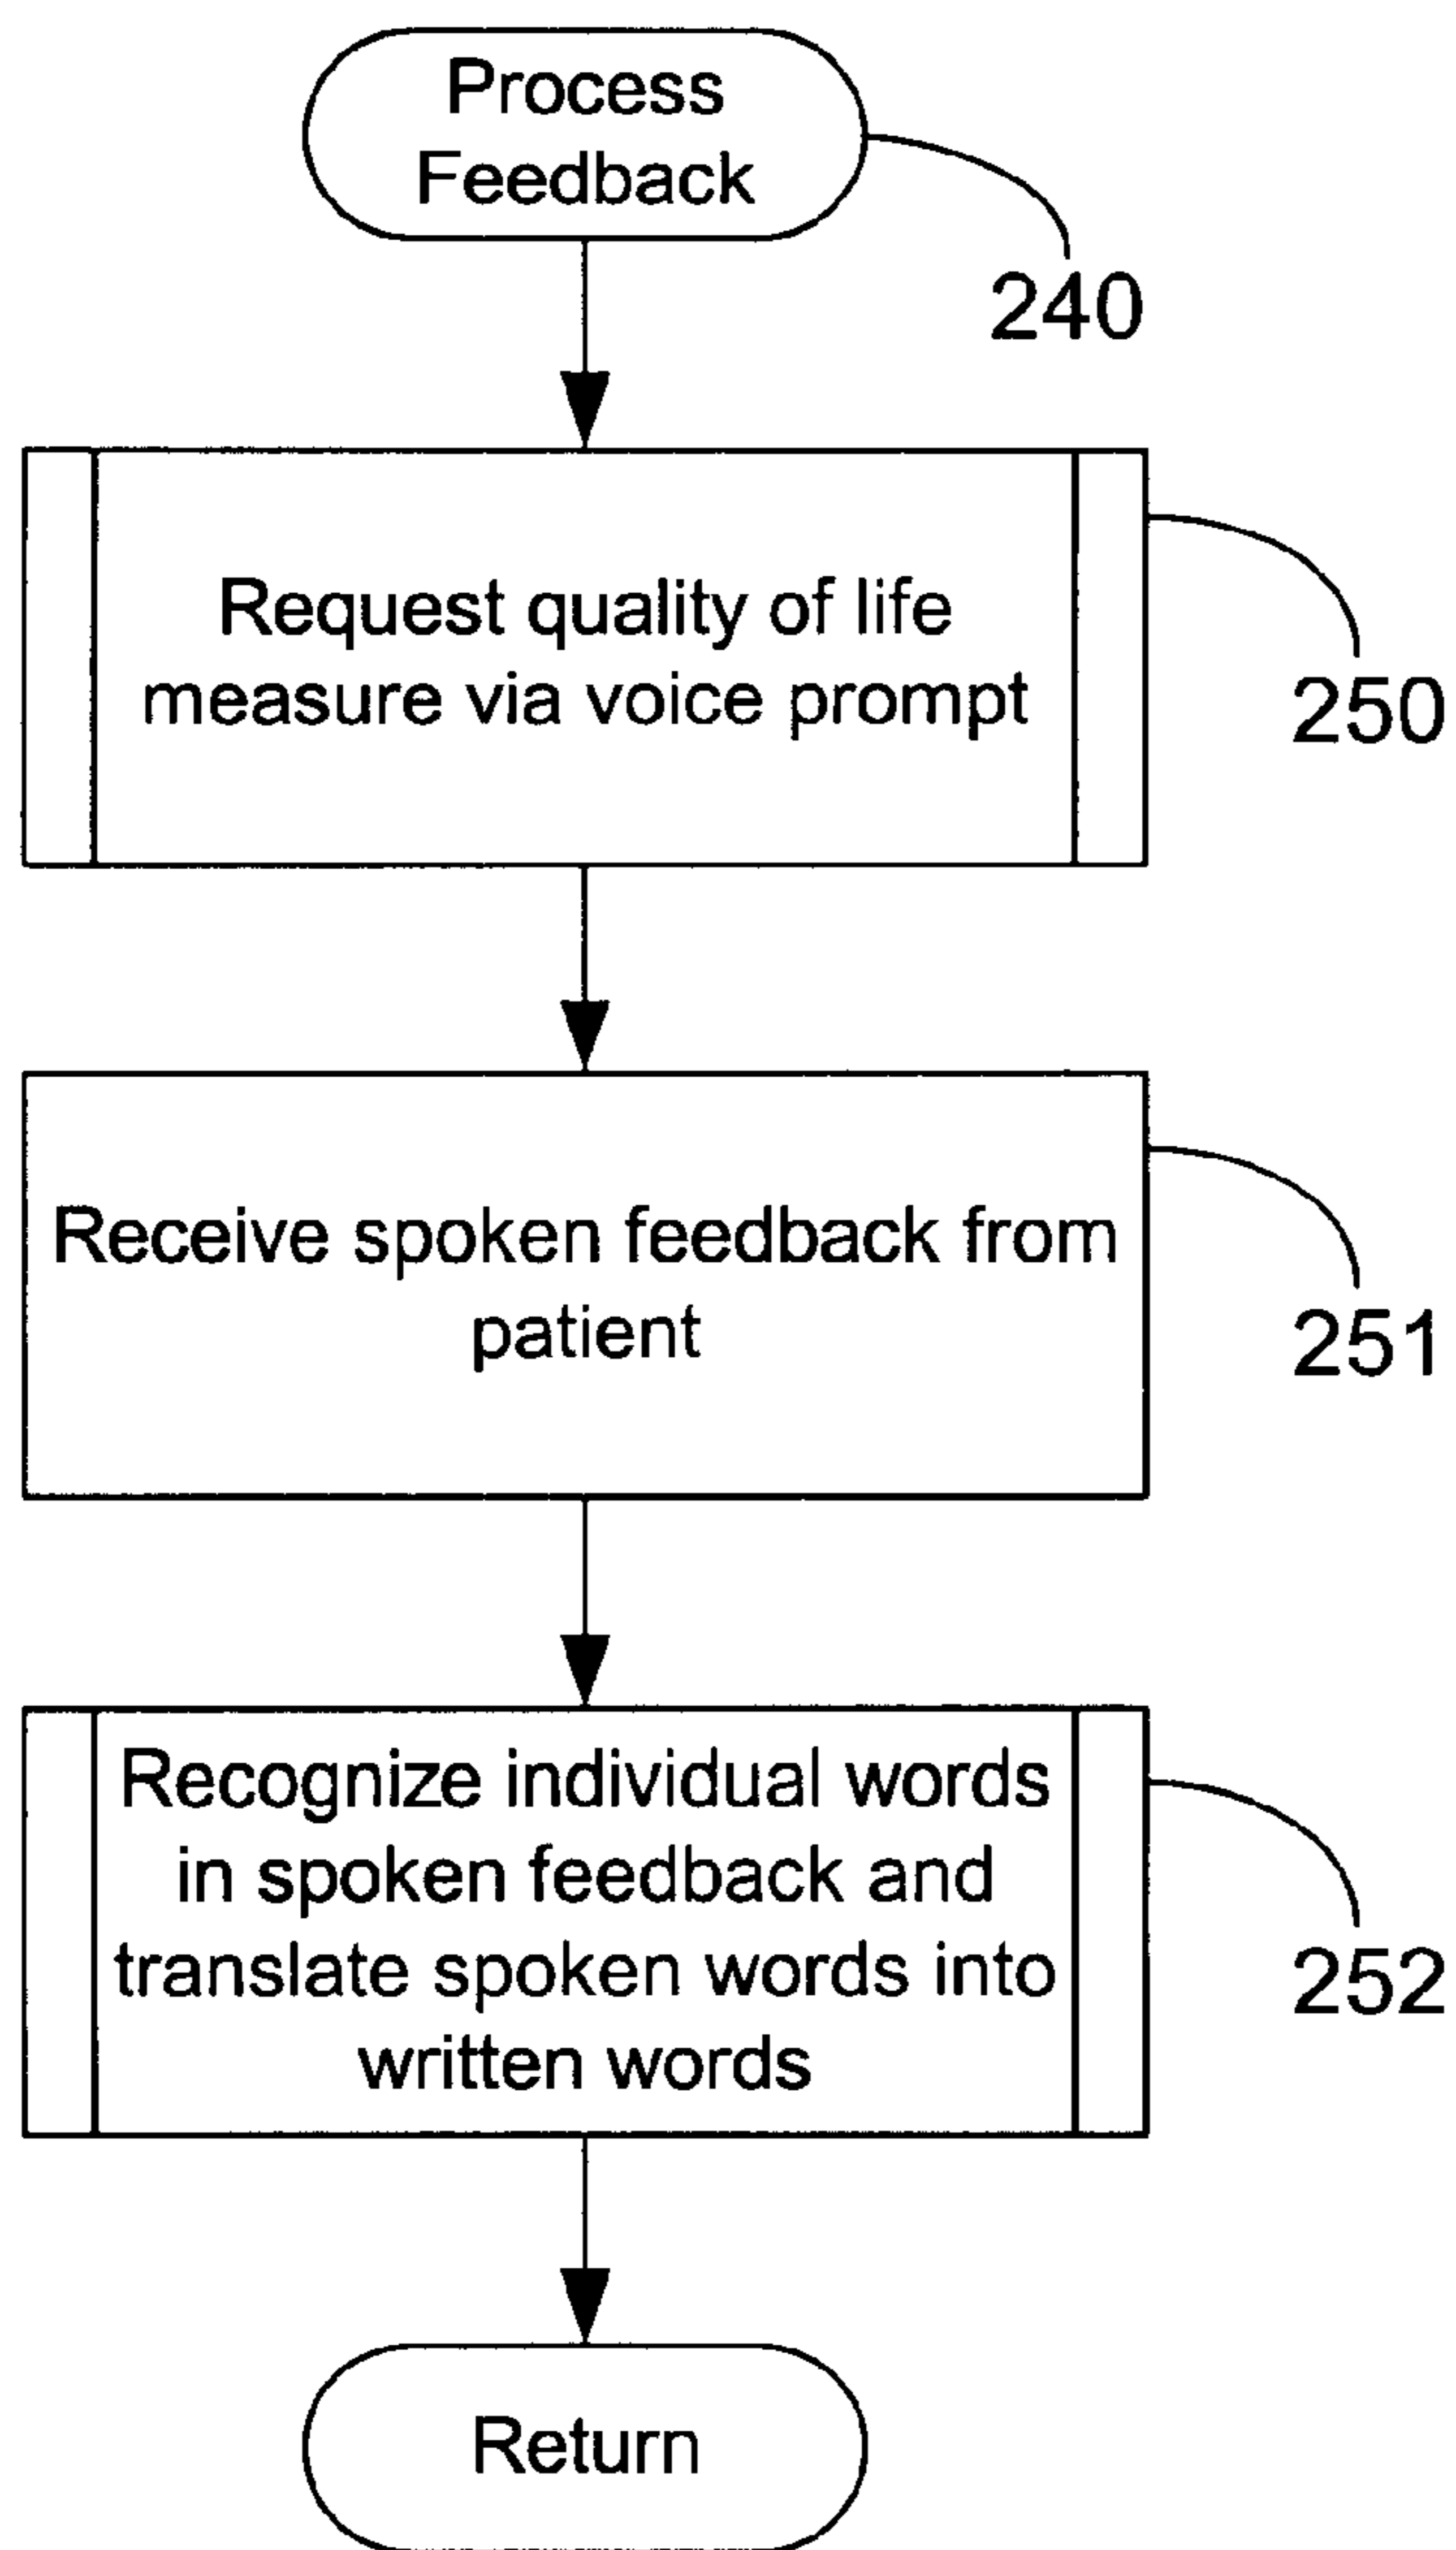 Process
Feedback
240
Request quality of life
measure via voice prompt
250
Receive spoken feedback from
patient
251
Recognize individual words
in spoken feedback and
translate spoken words into
written words
252
Return